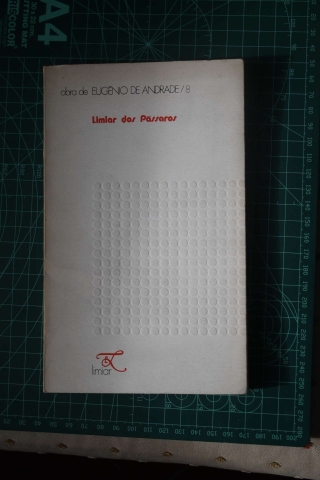 A4
obra de EUGÉNIO DE ANDRADE/8
Limiar dos Pássaros
limiar